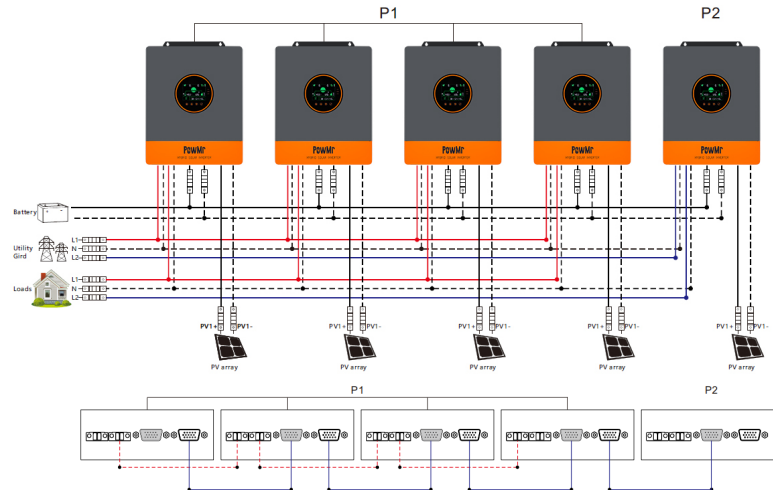 P1 P2
PowMr PowMr PowMr PowMr PowMr
Battery
Utility
Gird
L1
N
L2
Loads
L1
N
L2
PV1+ PV1- PV1+ PV1- PV1+ PV1- PV1+ PV1- PV1+ PV1-
PV array PV array PV array PV array PV array
P1 P2